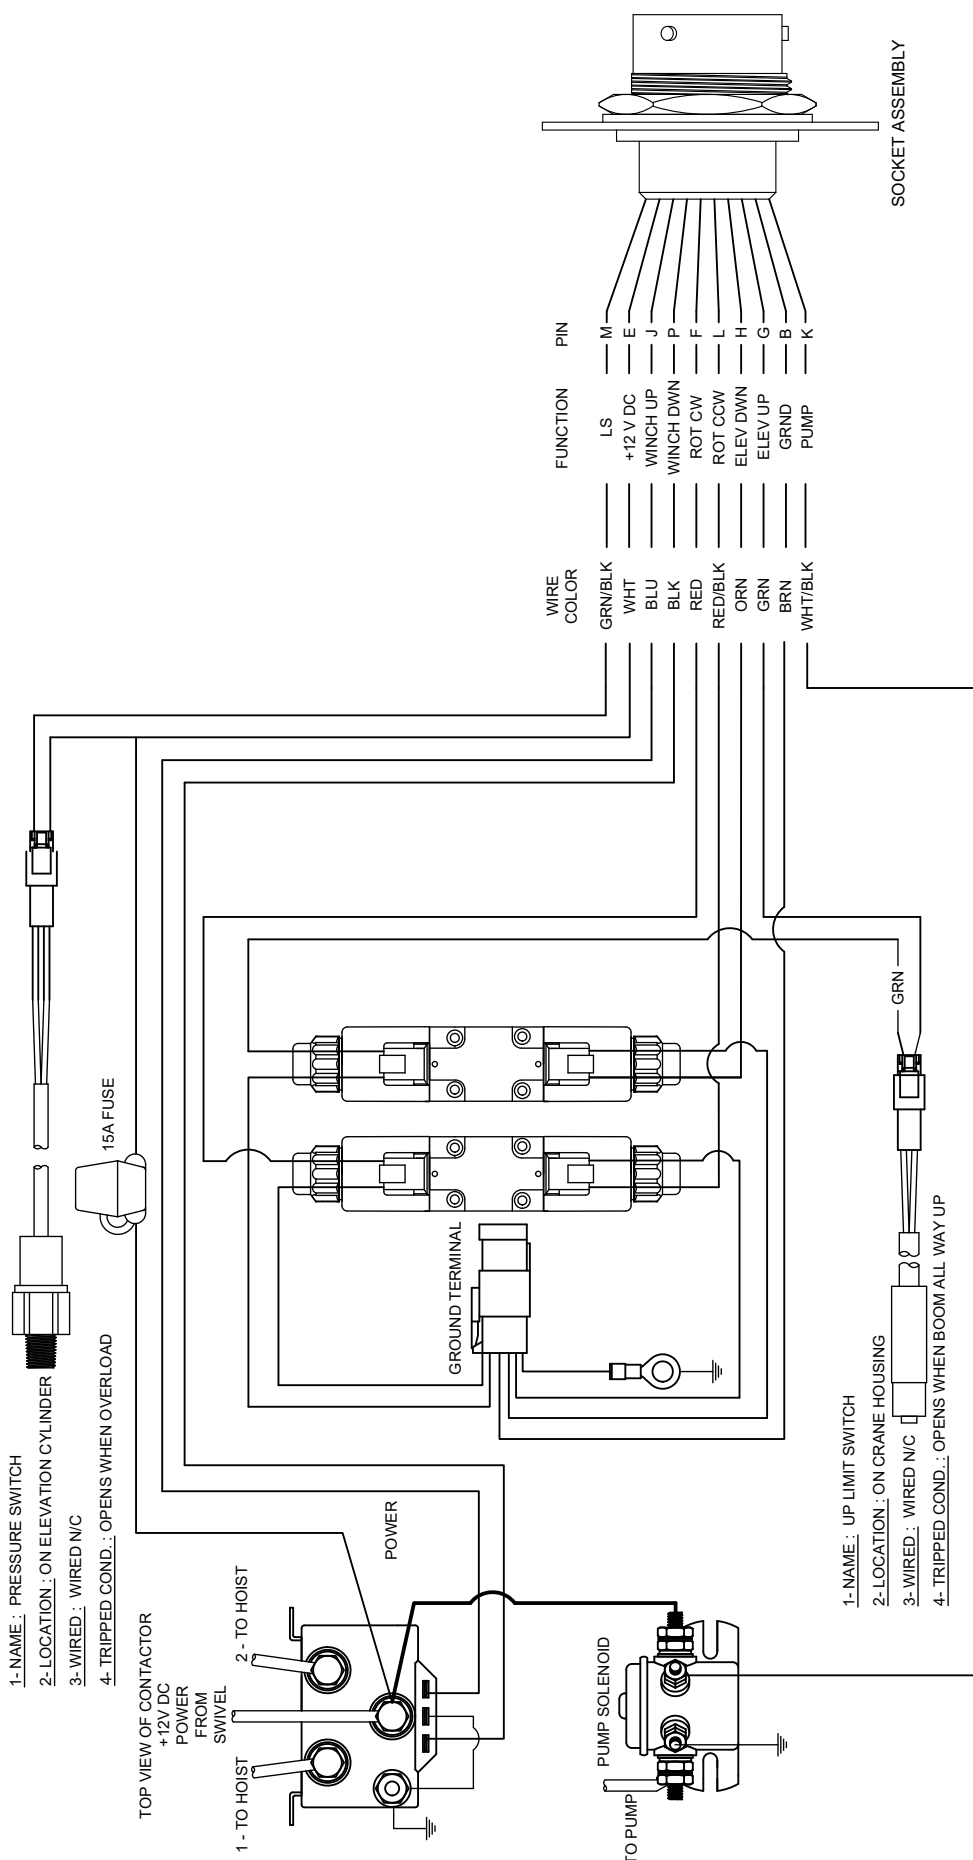 SOCKET ASSEMBLY
PIN
M
E
J
P
F
L
H
G
B
K
FUNCTION
LS
+12 V DC
WINCH UP
WINCH DWN
ROT CW
ROT CCW
ELEV DWN
ELEV UP
GRND
PUMP
WIRE
COLOR
GRN/BLK
WHT
BLU
BLK
RED
RED/BLK
ORN
GRN
BRN
WHT/BLK
GRN
15A FUSE
GROUND TERMINAL
1- NAME : PRESSURE SWITCH
2- LOCATION : ON ELEVATION CYLINDER
3- WIRED : WIRED N/C
4- TRIPPED COND. : OPENS WHEN OVERLOAD
1- NAME : UP LIMIT SWITCH
2- LOCATION : ON CRANE HOUSING
3- WIRED : WIRED N/C
4- TRIPPED COND. : OPENS WHEN BOOM ALL WAY UP
POWER
TOP VIEW OF CONTACTOR
+12V DC
POWER
FROM
SWIVEL
2 - TO HOIST
1 - TO HOIST
PUMP SOLENOID
TO PUMP